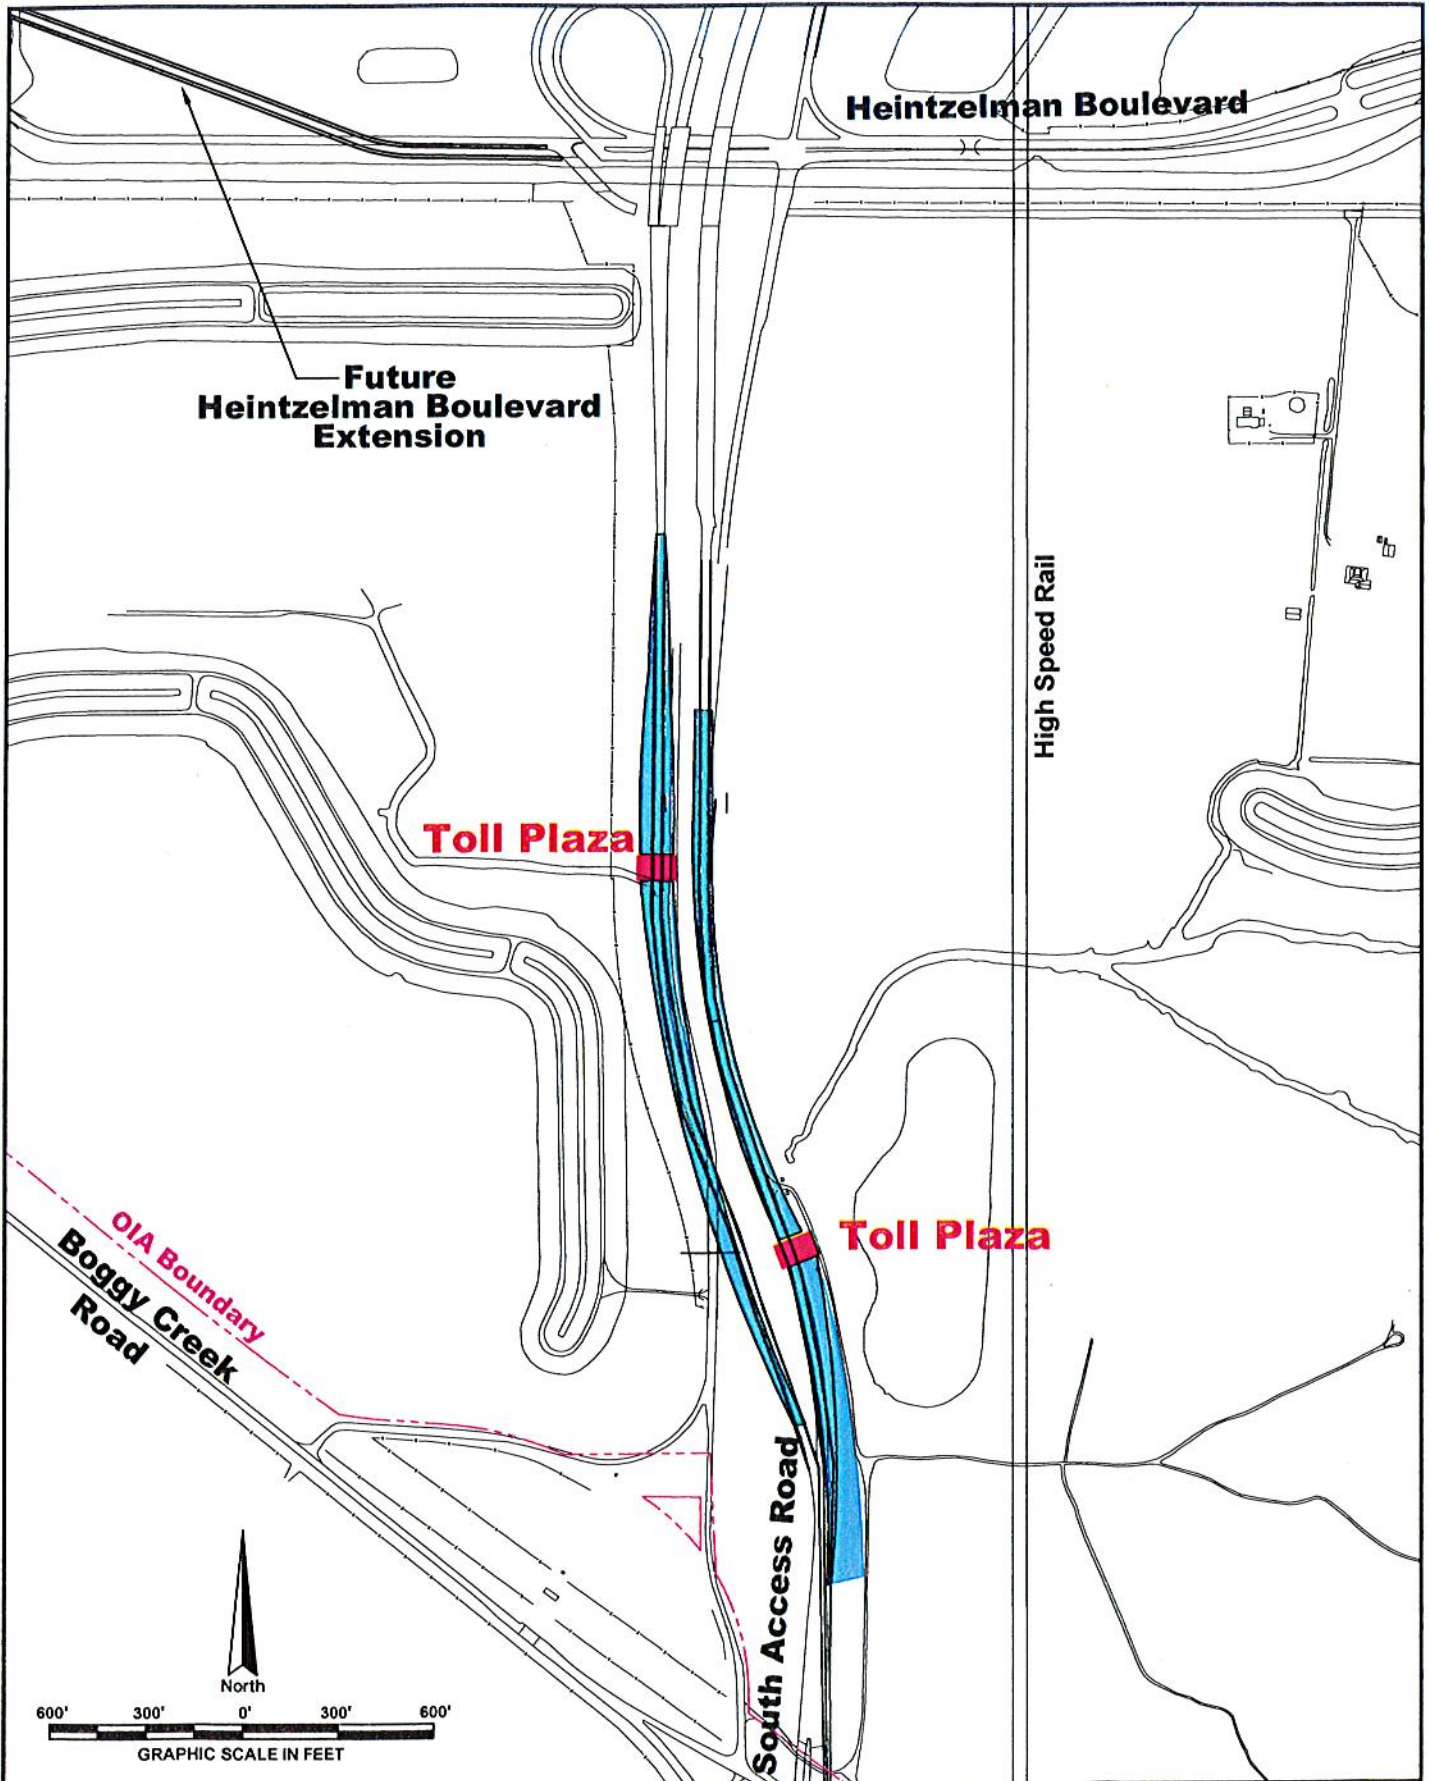 Heintzelman Boulevard
Future
Heintzelman Boulevard
Extension
High Speed Rail
Toll Plaza
Toll Plaza
OIA Boundary
Boggy Creek
Road
South Access Road
North
600' 300' 0' 300' 600'
GRAPHIC SCALE IN FEET